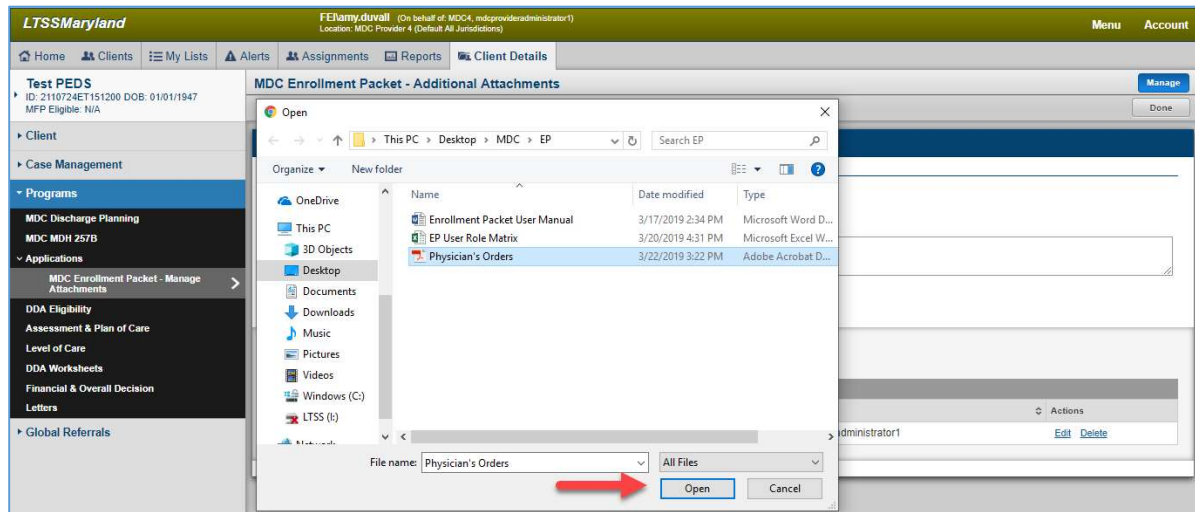 LTSSMaryland
FEI\amy.duvall (On behalf of: MDC4, mdcprovideradministrator1)
Location: MDC Provider 4 (Default All Jurisdictions)
Menu Account
Home Clients My Lists Alerts Assignments Reports Client Details
Test PEDS
ID: 2110724ET151200 DOB: 01/01/1947
MFP Eligible: N/A
Client
Case Management
Programs
MDC Discharge Planning
MDC MDH 257B
Applications
MDC Enrollment Packet - Manage
Attachments
DDA Eligibility
Assessment & Plan of Care
Level of Care
DDA Worksheets
Financial & Overall Decision
Letters
Global Referrals
MDC Enrollment Packet - Additional Attachments
Manage
Done
Open
This PC > Desktop > MDC > EP
Search EP
Organize New folder
OneDrive
This PC
3D Objects
Desktop
Documents
Downloads
Music
Pictures
Videos
Windows (C:)
LTSS (I:)
Name Date modified Type
Enrollment Packet User Manual 3/17/2019 2:34 PM Microsoft Word D...
EP User Role Matrix 3/20/2019 4:31 PM Microsoft Excel W...
Physician's Orders 3/22/2019 3:22 PM Adobe Acrobat D...
File name: Physician's Orders All Files
Open Cancel
Actions
dministrator1 Edit Delete